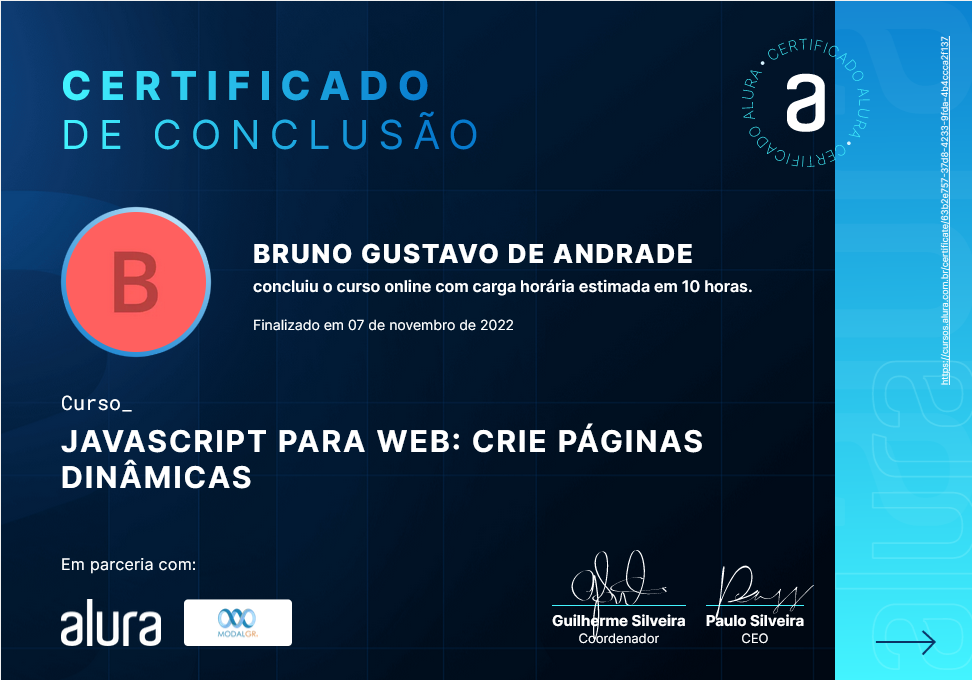 CERTIFICADO
DE CONCLUSÃO
CERTIFICADO ALURA • CERTIFICADO ALURA •
a
https://cursos.alura.com.br/certificate/63b2e757-37d8-4233-9fda-4b4ccca2f137
B
BRUNO GUSTAVO DE ANDRADE
concluiu o curso online com carga horária estimada em 10 horas.
Finalizado em 07 de novembro de 2022
Curso_
JAVASCRIPT PARA WEB: CRIE PÁGINAS
DINÂMICAS
Em parceria com:
alura
MODALGR.
Guilherme Silveira
Coordenador
Paulo Silveira
CEO
alura